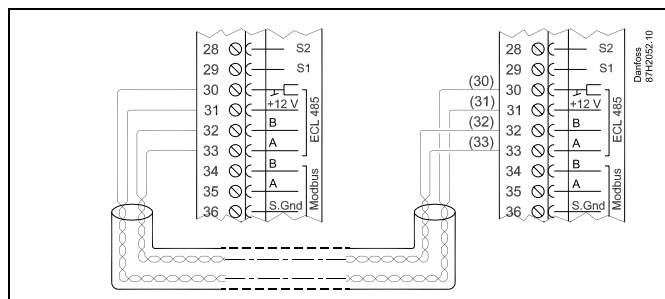 28 S2
29 S1
30
31 +12 V
32 B
33 A
34 B
35 A
36 S.Gnd
ECL 485
Modbus
(30)
(31)
(32)
(33)
28 S2
29 S1
30
31 +12 V
32 B
33 A
34 B
35 A
36 S.Gnd
ECL 485
Modbus
Danfoss
87H2052.10